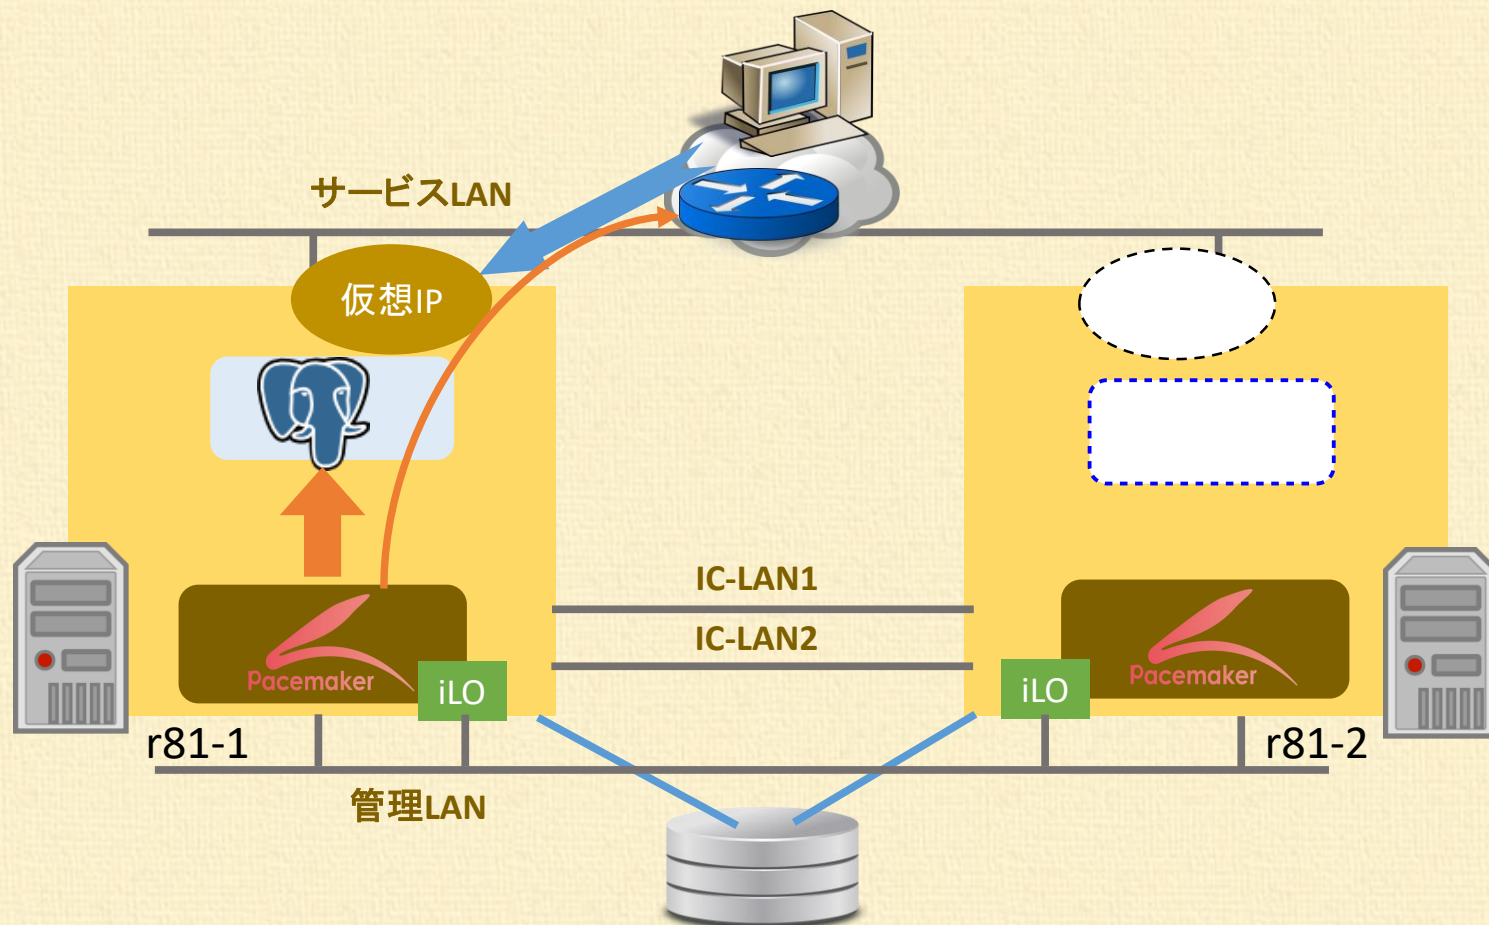 サービスLAN
仮想IP
IC-LAN1
IC-LAN2
Pacemaker
iLO
iLO
Pacemaker
r81-1
r81-2
管理LAN